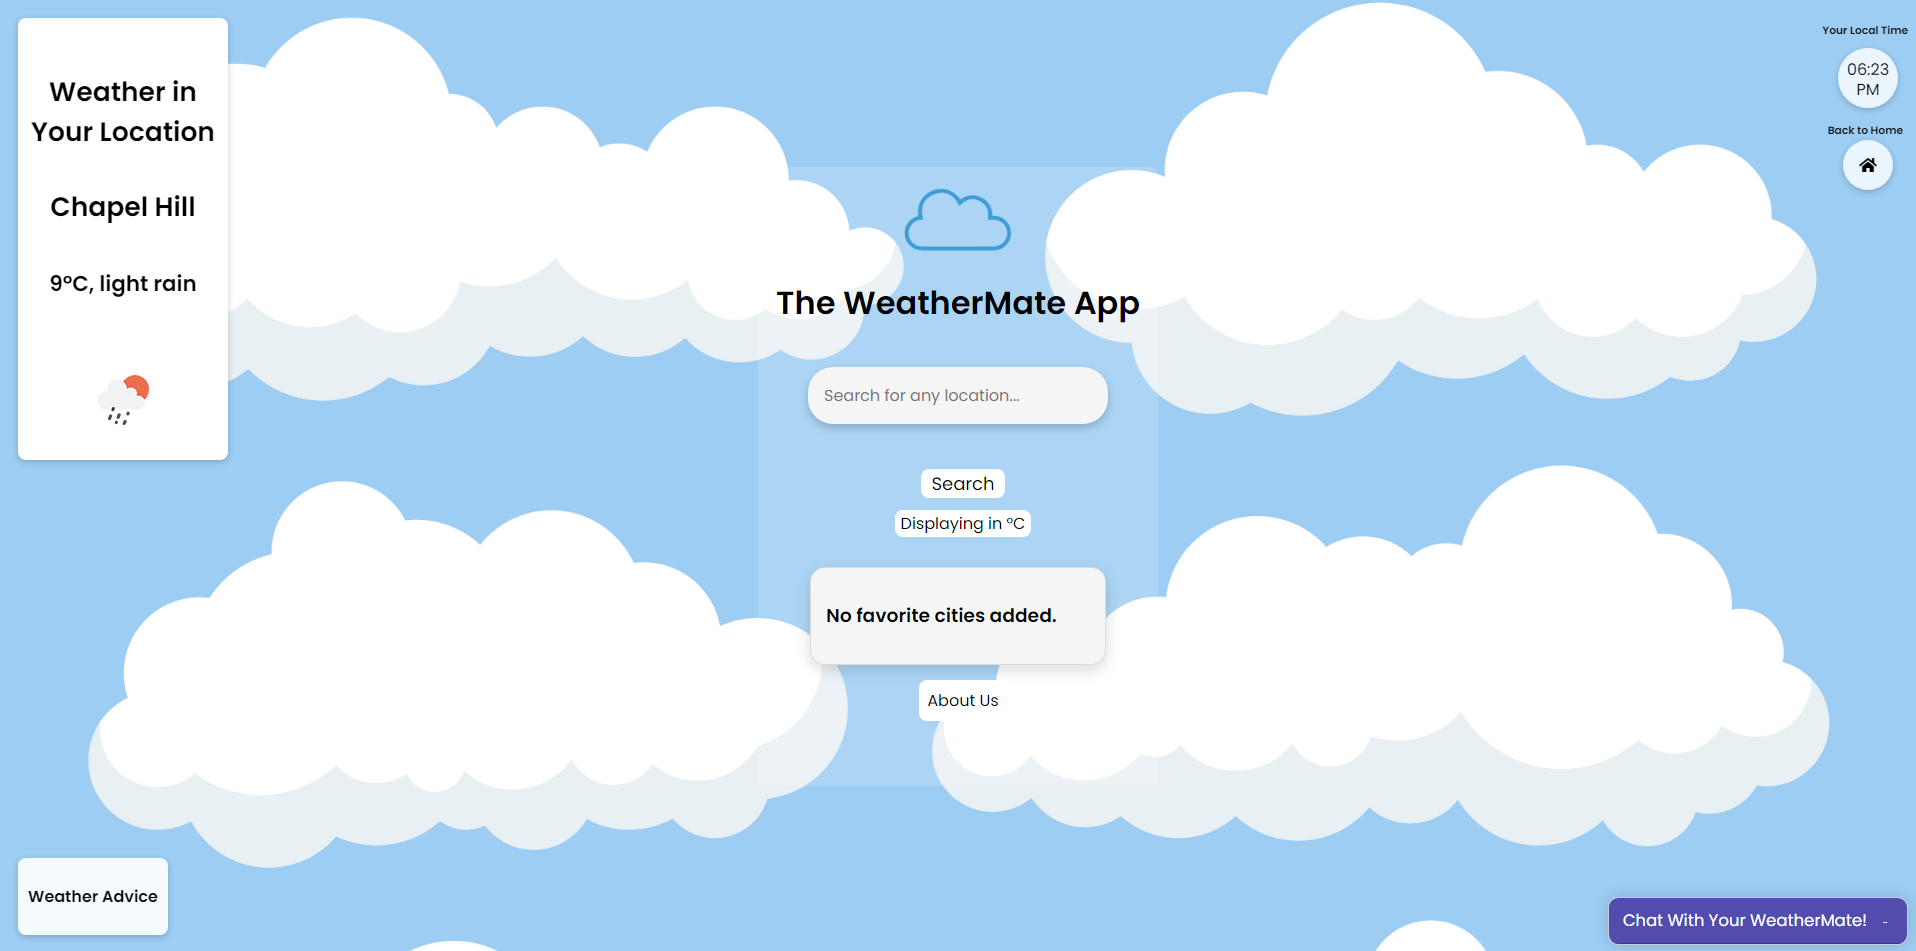 Weather in
Your Location
Chapel Hill
9°C, light rain
Your Local Time
06:23
PM
Back to Home
The WeatherMate App
Search for any location...
Search
Displaying in °C
No favorite cities added.
About Us
Weather Advice
Chat With Your WeatherMate! -